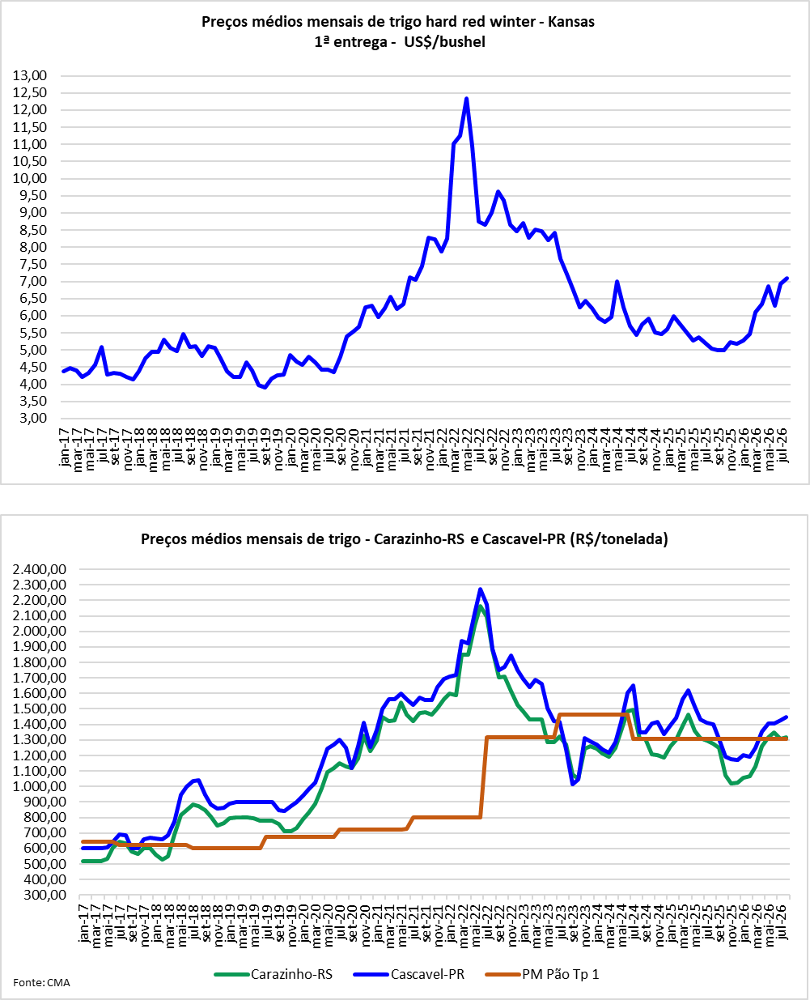 Preços médios mensais de trigo hard red winter - Kansas
1ª entrega - US$/bushel
13,00
12,50
12,00
11,50
11,00
10,50
10,00
9,50
9,00
8,50
8,00
7,50
7,00
6,50
6,00
5,50
5,00
4,50
4,00
3,50
3,00
jan-17
mar-17
mai-17
jul-17
set-17
nov-17
jan-18
mar-18
mai-18
jul-18
set-18
nov-18
jan-19
mar-19
mai-19
jul-19
set-19
nov-19
jan-20
mar-20
mai-20
jul-20
set-20
nov-20
jan-21
mar-21
mai-21
jul-21
set-21
nov-21
jan-22
mar-22
mai-22
jul-22
set-22
nov-22
jan-23
mar-23
mai-23
jul-23
set-23
nov-23
jan-24
mar-24
mai-24
jul-24
set-24
nov-24
jan-25
mar-25
mai-25
jul-25
set-25
nov-25
jan-26
mar-26
mai-26
jul-26
Preços médios mensais de trigo - Carazinho-RS e Cascavel-PR (R$/tonelada)
2.400,00
2.300,00
2.200,00
2.100,00
2.000,00
1.900,00
1.800,00
1.700,00
1.600,00
1.500,00
1.400,00
1.300,00
1.200,00
1.100,00
1.000,00
900,00
800,00
700,00
600,00
500,00
400,00
300,00
jan-17
mar-17
mai-17
jul-17
set-17
nov-17
jan-18
mar-18
mai-18
jul-18
set-18
nov-18
jan-19
mar-19
mai-19
jul-19
set-19
nov-19
jan-20
mar-20
mai-20
jul-20
set-20
nov-20
jan-21
mar-21
mai-21
jul-21
set-21
nov-21
jan-22
mar-22
mai-22
jul-22
set-22
nov-22
jan-23
mar-23
mai-23
jul-23
set-23
nov-23
jan-24
mar-24
mai-24
jul-24
set-24
nov-24
jan-25
mar-25
mai-25
jul-25
set-25
nov-25
jan-26
mar-26
mai-26
jul-26
Carazinho-RS
Cascavel-PR
PM Pão Tp 1
Fonte: CMA